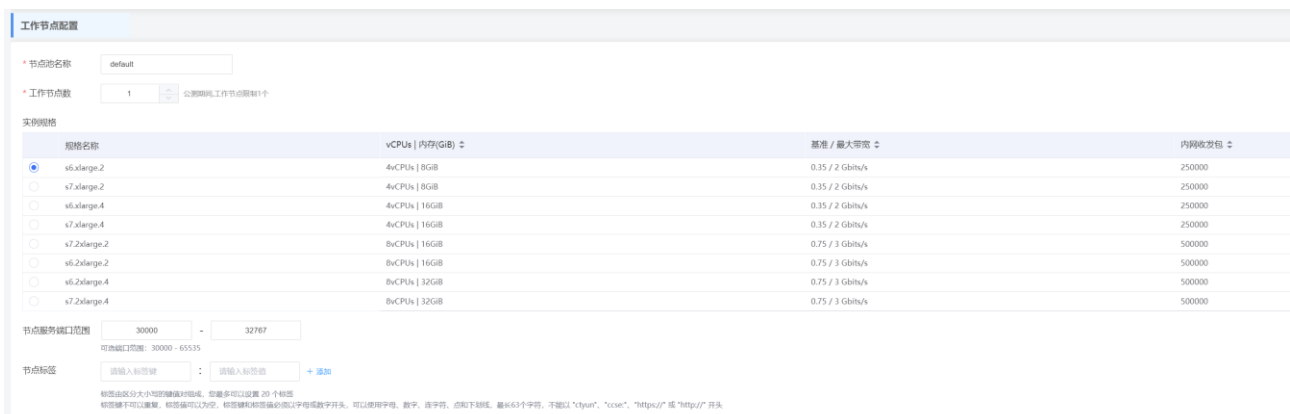 工作节点配置
* 节点池名称 default
* 工作节点数 1 公测期间,工作节点限制1个
实例规格
规格名称 vCPUs | 内存(GiB) 基准 / 最大带宽 内网收发包
s6.xlarge.2 4vCPUs | 8GiB 0.35 / 2 Gbits/s 250000
s7.xlarge.2 4vCPUs | 8GiB 0.35 / 2 Gbits/s 250000
s6.xlarge.4 4vCPUs | 16GiB 0.35 / 2 Gbits/s 250000
s7.xlarge.4 4vCPUs | 16GiB 0.35 / 2 Gbits/s 250000
s7.2xlarge.2 8vCPUs | 16GiB 0.75 / 3 Gbits/s 500000
s6.2xlarge.2 8vCPUs | 16GiB 0.75 / 3 Gbits/s 500000
s6.2xlarge.4 8vCPUs | 32GiB 0.75 / 3 Gbits/s 500000
s7.2xlarge.4 8vCPUs | 32GiB 0.75 / 3 Gbits/s 500000
节点服务端口范围 30000 - 32767
可选端口范围：30000 - 65535
节点标签 请输入标签键 : 请输入标签值 + 添加
标签由区分大小写的键值对组成，您最多可以设置 20 个标签
标签键不可以重复，标签值可以为空，标签键和标签值必须以字母或数字开头，可以使用字母、数字、连字符、点和下划线，最长63个字符，不能以 "ctyun"、"ccse:"、"https://" 或 "http://" 开头